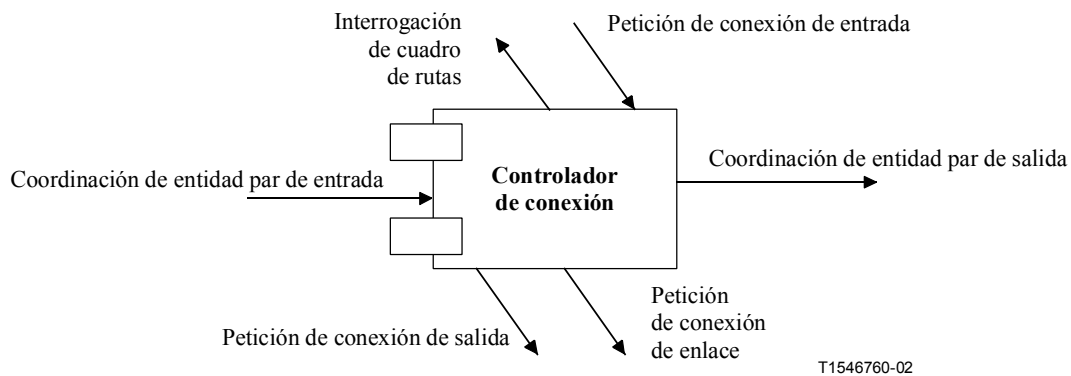 Interrogación
de cuadro
de rutas
Petición de conexión de entrada
Coordinación de entidad par de entrada
Controlador
de conexión
Coordinación de entidad par de salida
Petición de conexión de salida
Petición
de conexión
de enlace
T1546760-02